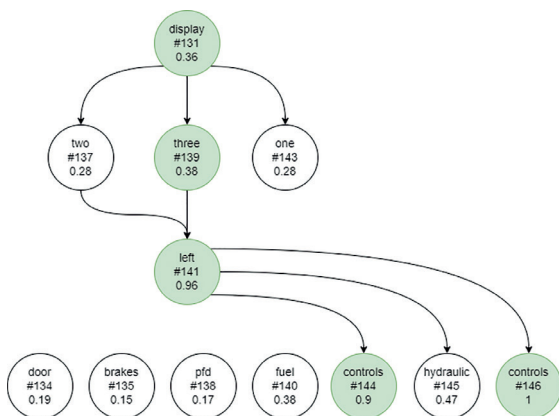 display
#131
0.36
two
#137
0.28
three
#139
0.38
one
#143
0.28
left
#141
0.96
door
#134
0.19
brakes
#135
0.15
pfd
#138
0.17
fuel
#140
0.38
controls
#144
0.9
hydraulic
#145
0.47
controls
#146
1